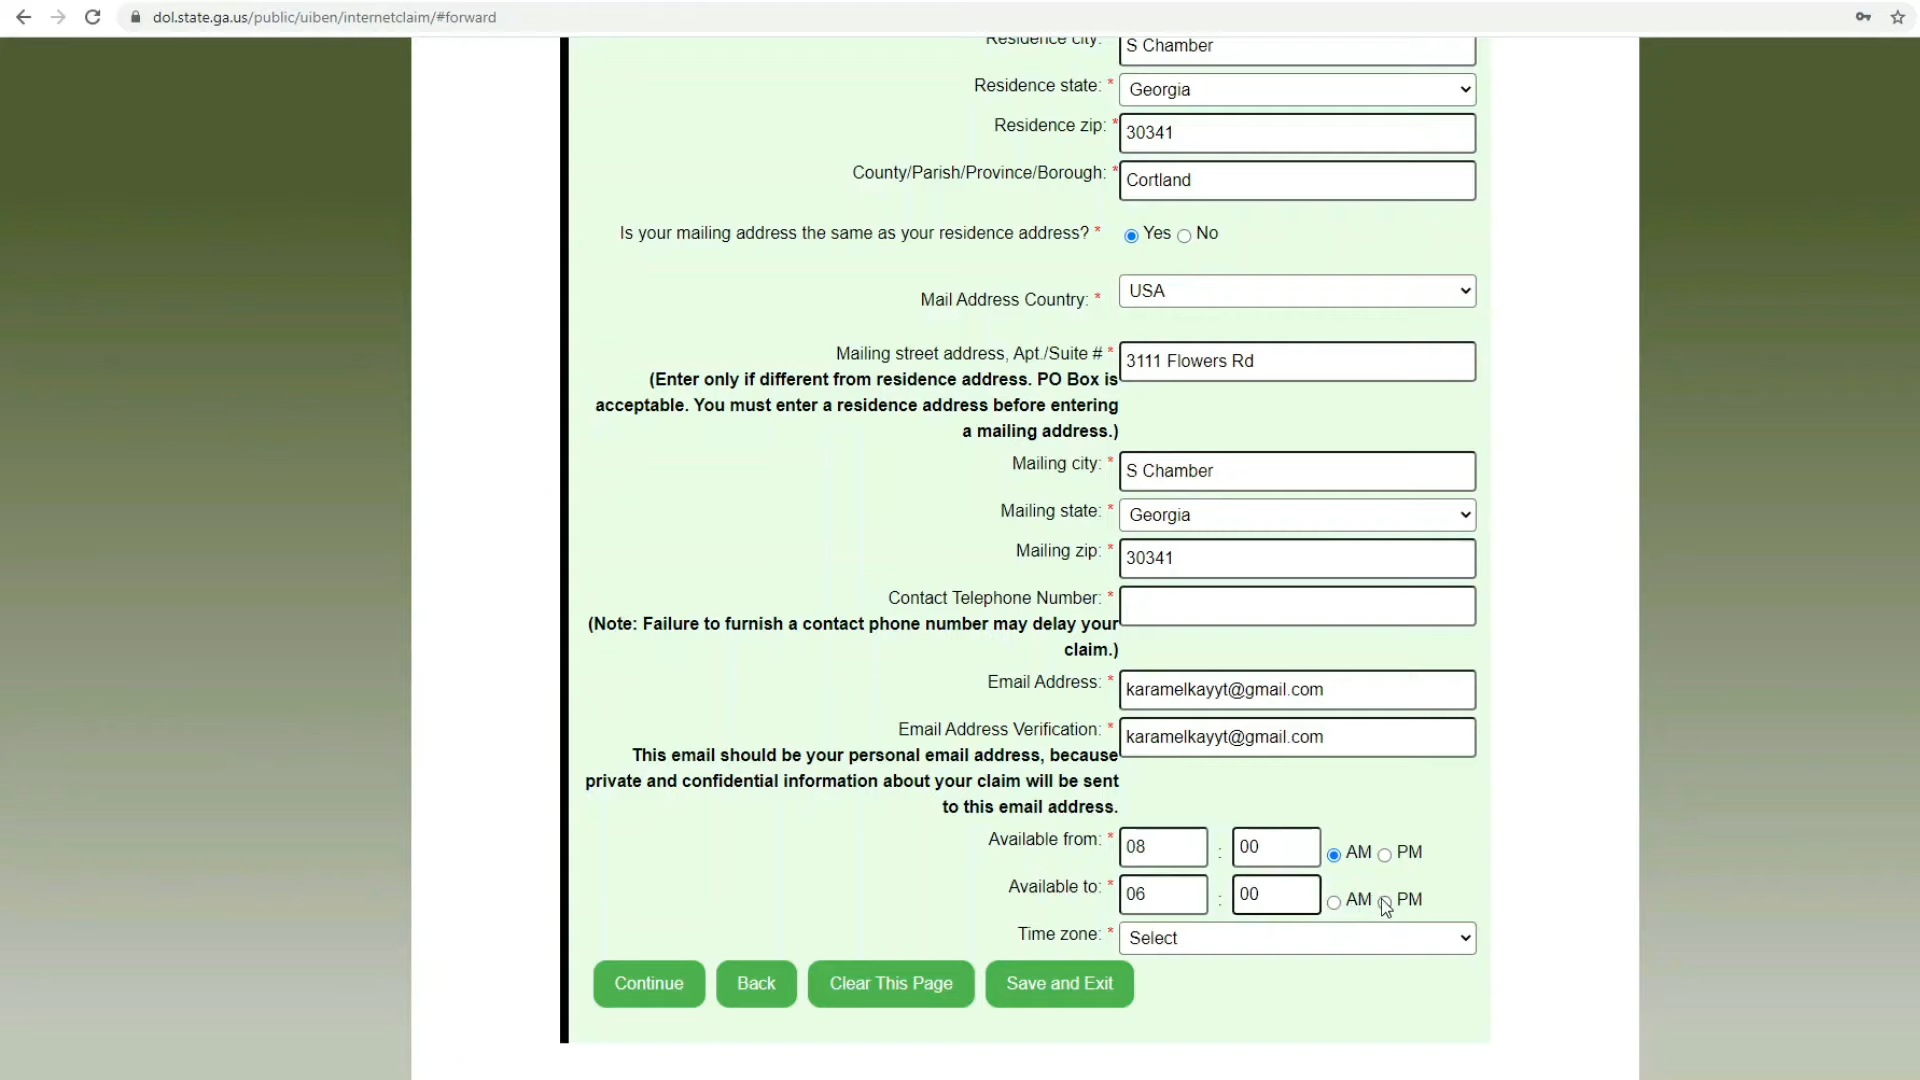 dol.state.ga.us/public/uiben/internetclaim/#forward
Residence city: S Chamber
Residence state: * Georgia
Residence zip: * 30341
County/Parish/Province/Borough: * Cortland
Is your mailing address the same as your residence address? * Yes No
Mail Address Country: * USA
Mailing street address, Apt./Suite # * 3111 Flowers Rd
(Enter only if different from residence address. PO Box is
acceptable. You must enter a residence address before entering
a mailing address.)
Mailing city: * S Chamber
Mailing state: * Georgia
Mailing zip: * 30341
Contact Telephone Number: *
(Note: Failure to furnish a contact phone number may delay your
claim.)
Email Address: * karamelkayyt@gmail.com
Email Address Verification: * karamelkayyt@gmail.com
This email should be your personal email address, because
private and confidential information about your claim will be sent
to this email address.
Available from: * 08 : 00 AM PM
Available to: * 06 : 00 AM PM
Time zone: * Select
Continue Back Clear This Page Save and Exit